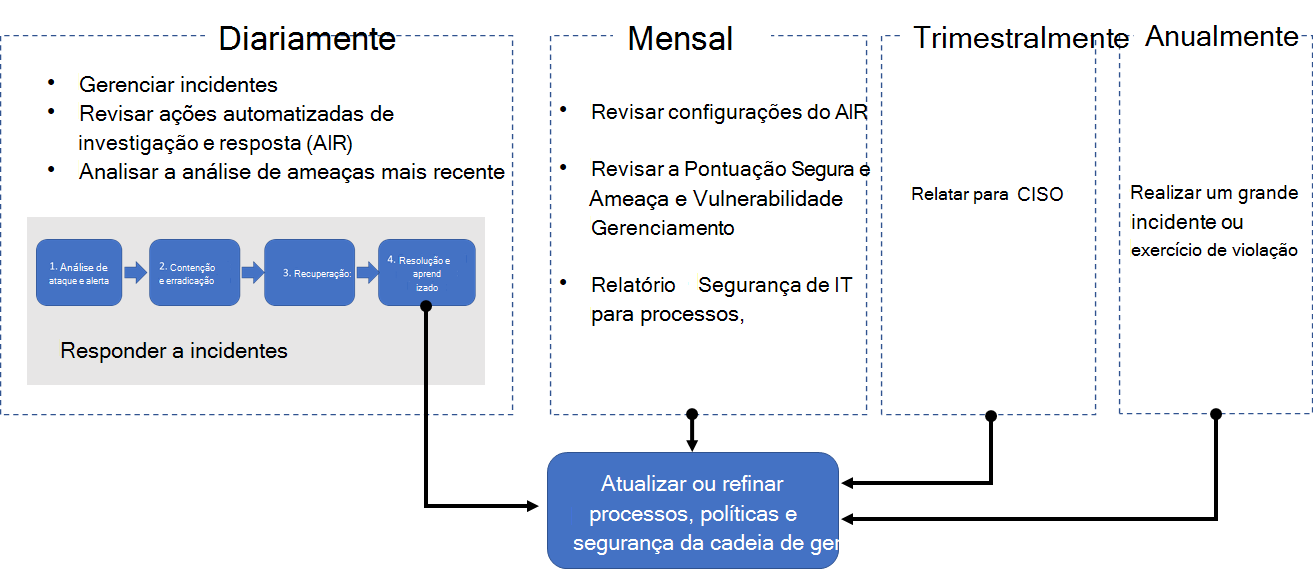 Diariamente
• Gerenciar incidentes
• Revisar ações automatizadas de
investigação e resposta (AIR)
• Analisar a análise de ameaças mais recente
1. Análise de
ataque e alerta
2. Contenção
e erradicação
3. Recuperação:
4. Resolução e
aprend
izado
Responder a incidentes
Mensal
• Revisar configurações do AIR
• Revisar a Pontuação Segura e
Ameaça e Vulnerabilidade
Gerenciamento
• Relatório Segurança de IT
para processos,
Trimestralmente
Relatar para CISO
Anualmente
Realizar um grande
incidente ou
exercício de violação
Atualizar ou refinar
processos, políticas e
segurança da cadeia de ger